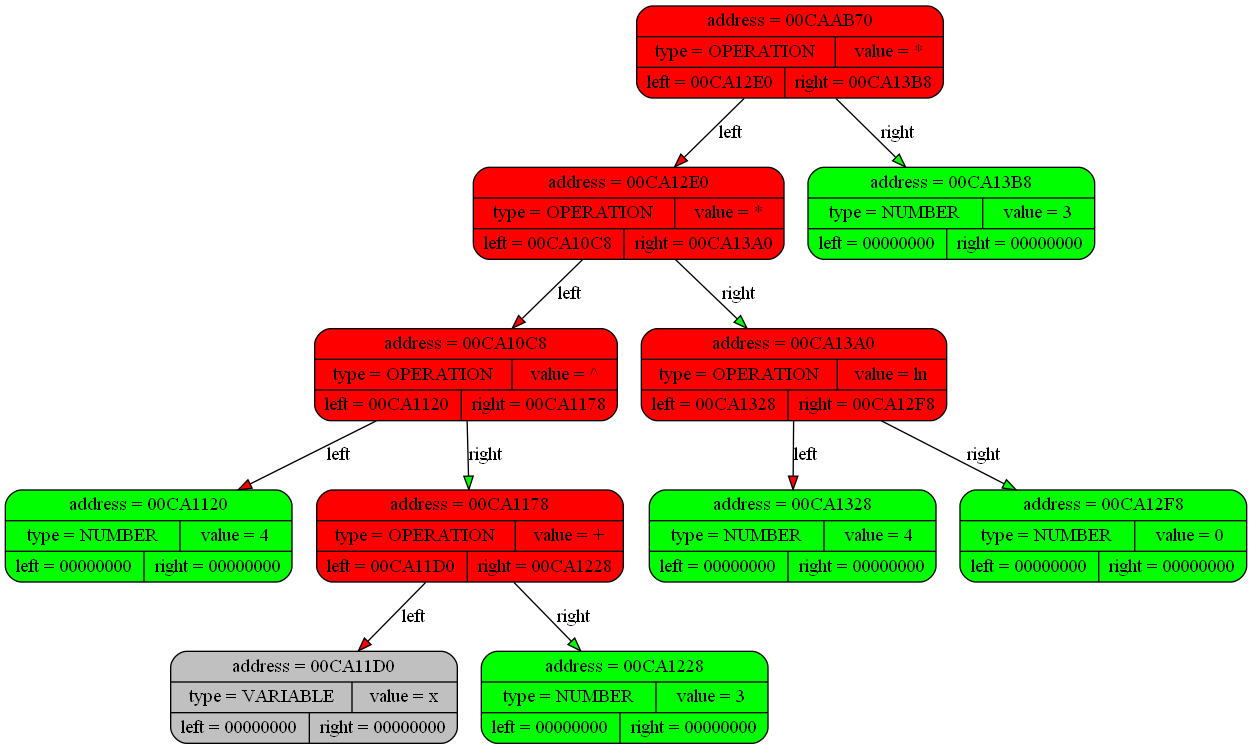 address = 00CAAB70
type = OPERATION value = *
left = 00CA12E0 right = 00CA13B8
left right
address = 00CA12E0
type = OPERATION value = *
left = 00CA10C8 right = 00CA13A0
address = 00CA13B8
type = NUMBER value = 3
left = 00000000 right = 00000000
left right
address = 00CA10C8
type = OPERATION value = ^
left = 00CA1120 right = 00CA1178
address = 00CA13A0
type = OPERATION value = ln
left = 00CA1328 right = 00CA12F8
left right left right
address = 00CA1120
type = NUMBER value = 4
left = 00000000 right = 00000000
address = 00CA1178
type = OPERATION value = +
left = 00CA11D0 right = 00CA1228
address = 00CA1328
type = NUMBER value = 4
left = 00000000 right = 00000000
address = 00CA12F8
type = NUMBER value = 0
left = 00000000 right = 00000000
left right
address = 00CA11D0
type = VARIABLE value = x
left = 00000000 right = 00000000
address = 00CA1228
type = NUMBER value = 3
left = 00000000 right = 00000000